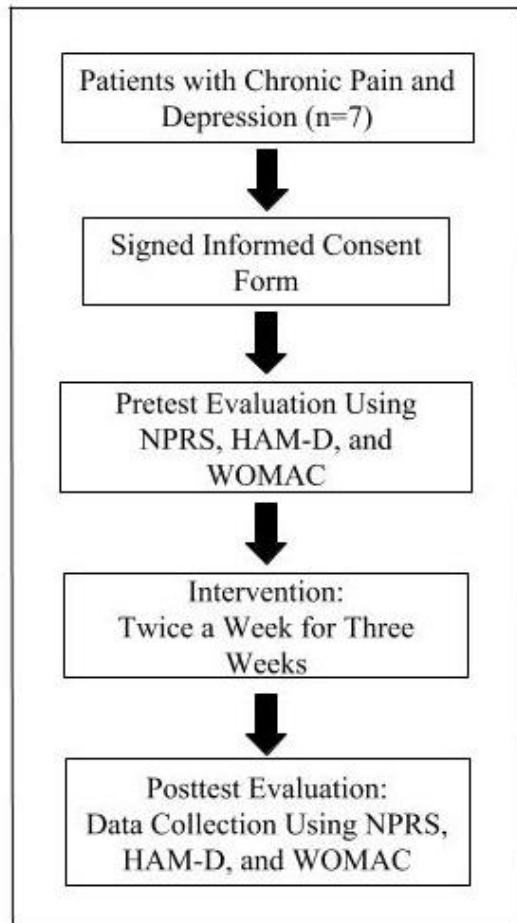 Patients with Chronic Pain and
Depression (n=7)
Signed Informed Consent
Form
Pretest Evaluation Using
NPRS, HAM-D, and
WOMAC
Intervention:
Twice a Week for Three
Weeks
Posttest Evaluation:
Data Collection Using NPRS,
HAM-D, and WOMAC